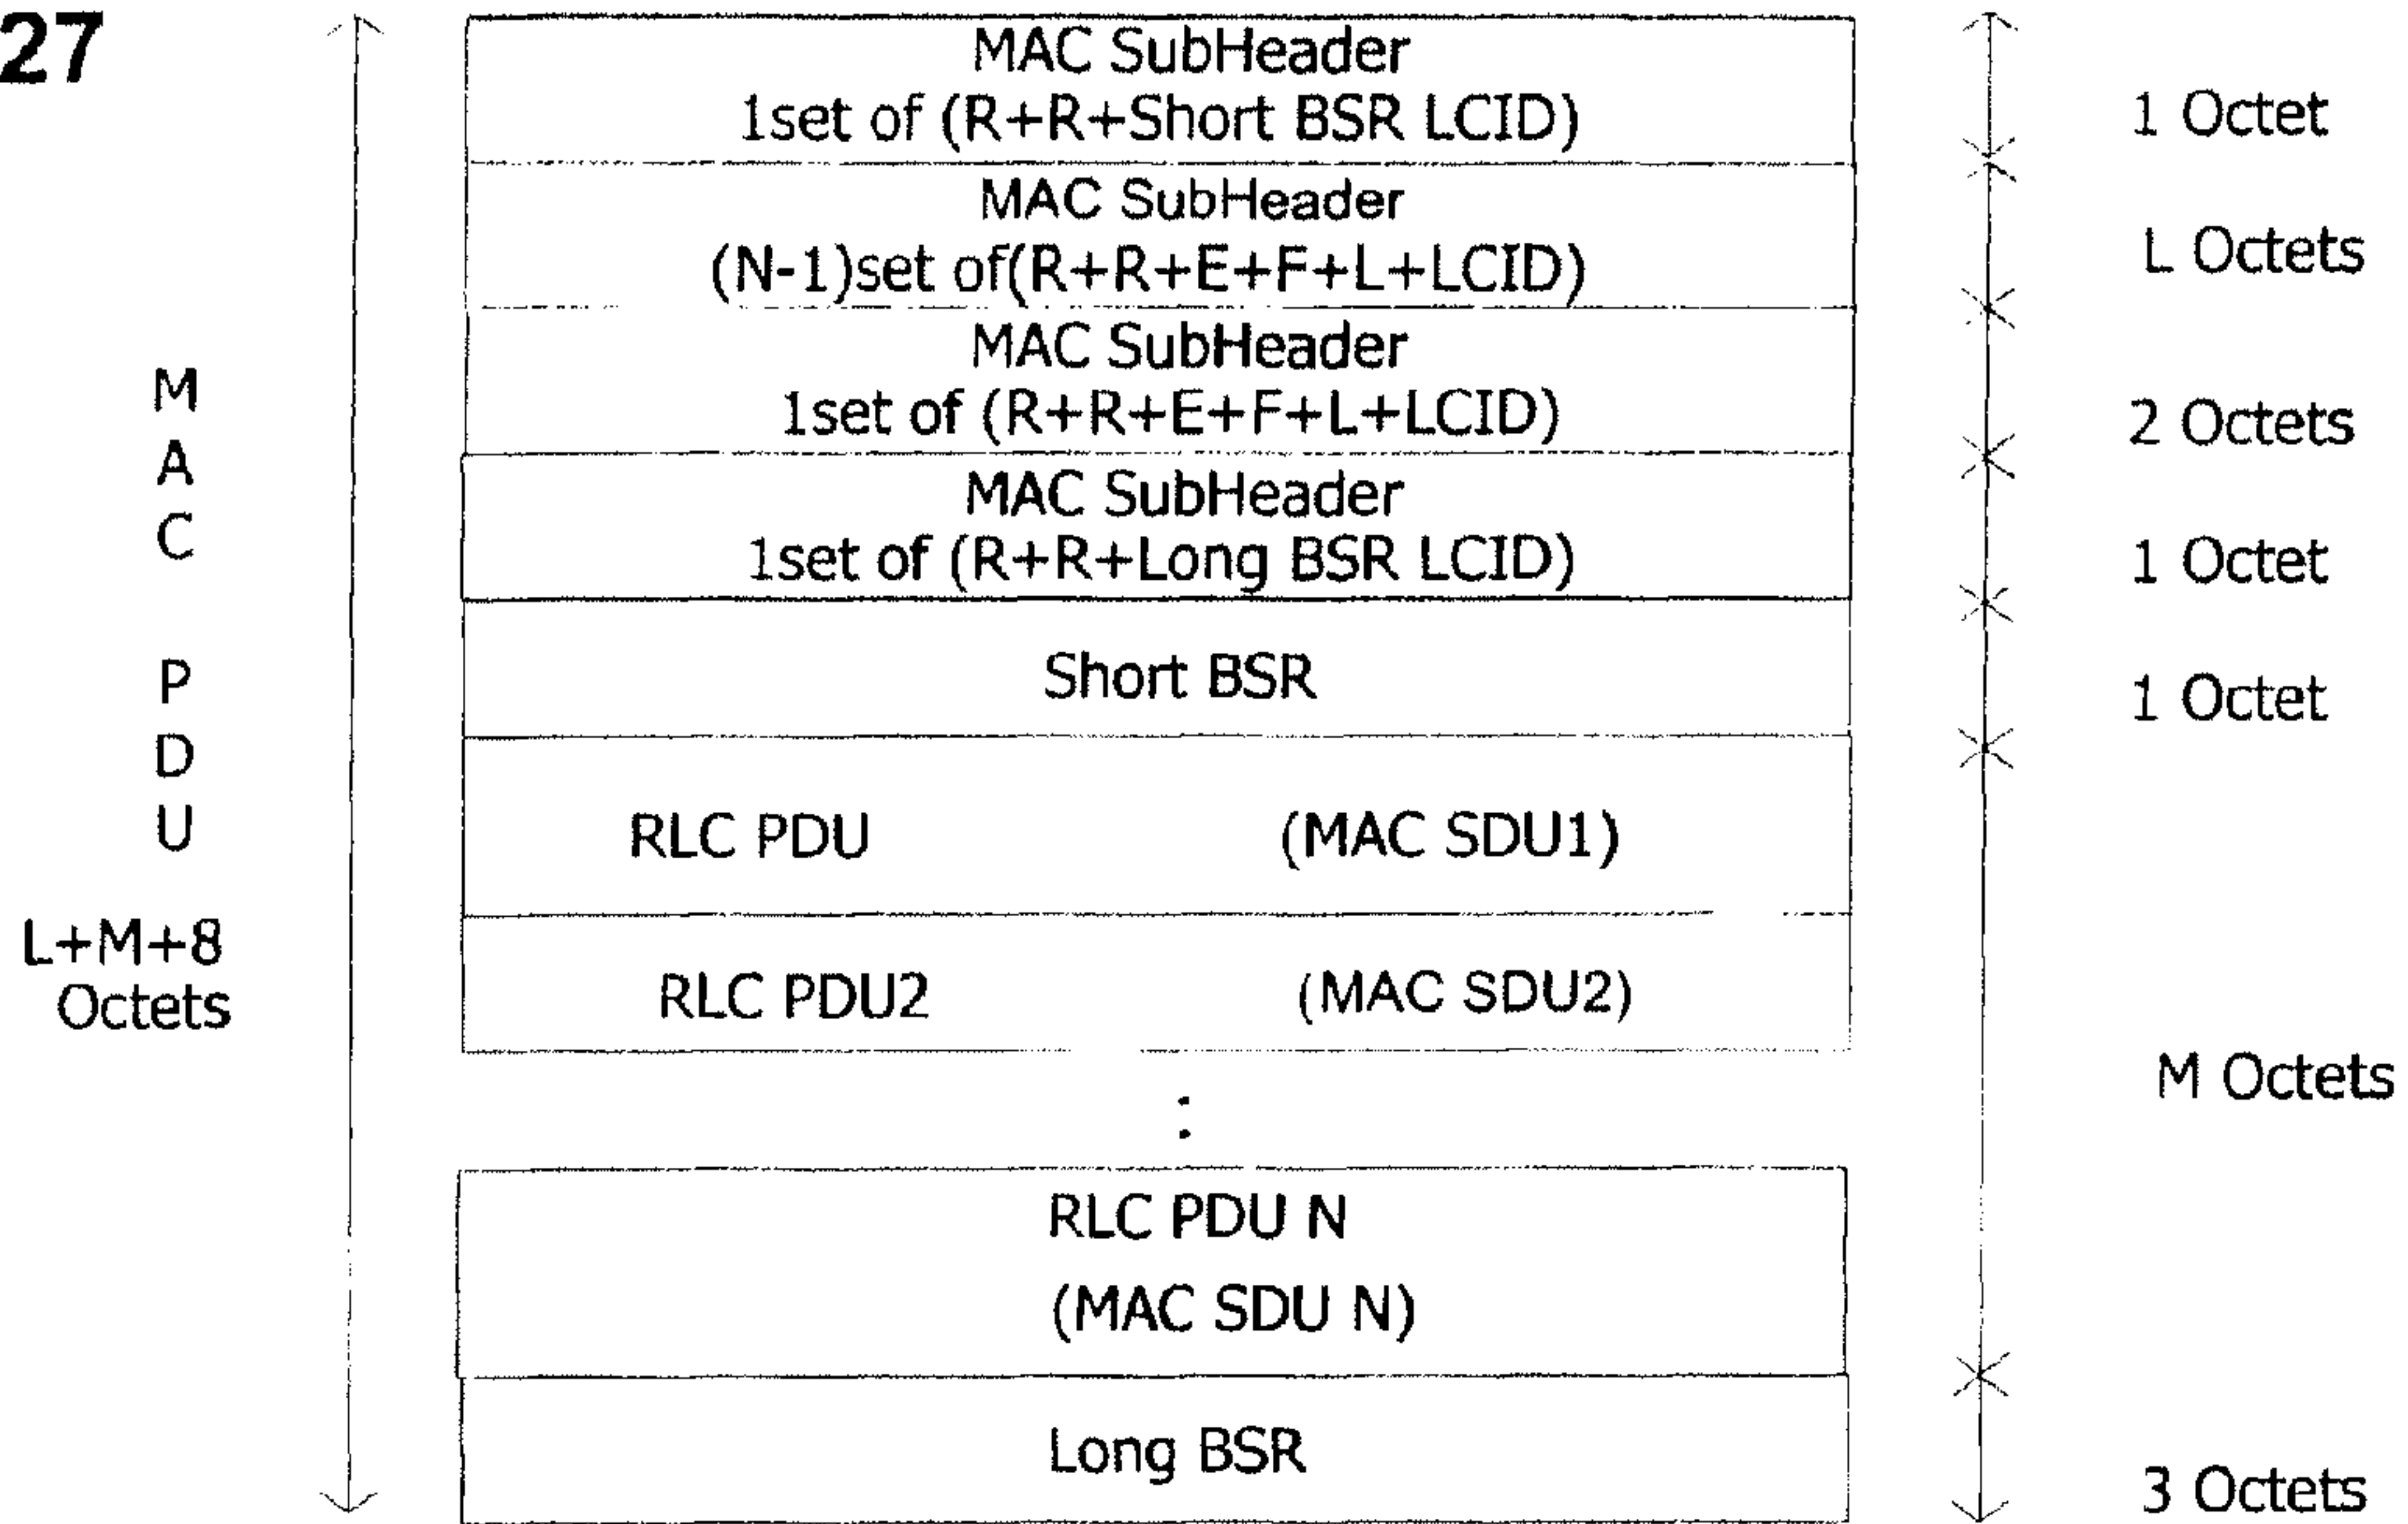 27
MAC SubHeader
1set of (R+R+Short BSR LCID)
1 Octet
MAC SubHeader
(N-1)set of(R+R+E+F+L+LCID)
L Octets
MAC SubHeader
1set of (R+R+E+F+L+LCID)
2 Octets
MAC SubHeader
1set of (R+R+Long BSR LCID)
1 Octet
M
A
C
P
D
U
L+M+8
Octets
Short BSR
1 Octet
RLC PDU (MAC SDU1)
RLC PDU2 (MAC SDU2)
:
M Octets
RLC PDU N
(MAC SDU N)
Long BSR
3 Octets